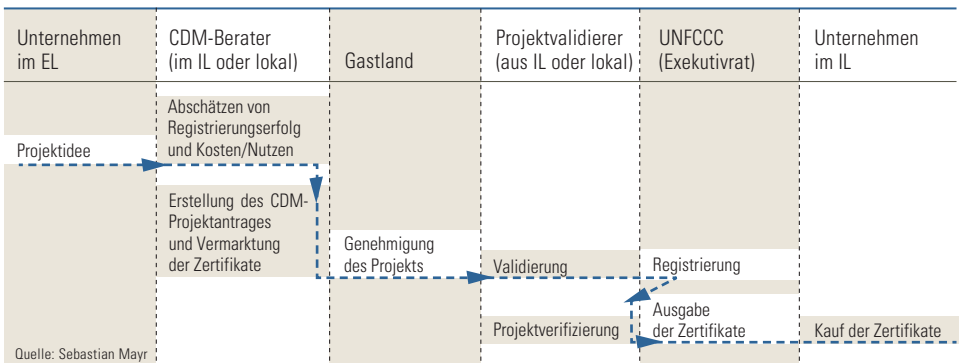 Unternehmen
im EL
CDM-Berater
(im IL oder lokal)
Gastland
Projektvalidierer
(aus IL oder lokal)
UNFCCC
(Exekutivrat)
Unternehmen
im IL
Projektidee
Abschätzen von
Registrierungserfolg
und Kosten/Nutzen
Erstellung des CDM-
Projektantrages
und Vermarktung
der Zertifikate
Genehmigung
des Projekts
Validierung
Registrierung
Projektverifizierung
Ausgabe
der Zertifikate
Kauf der Zertifikate
Quelle: Sebastian Mayr